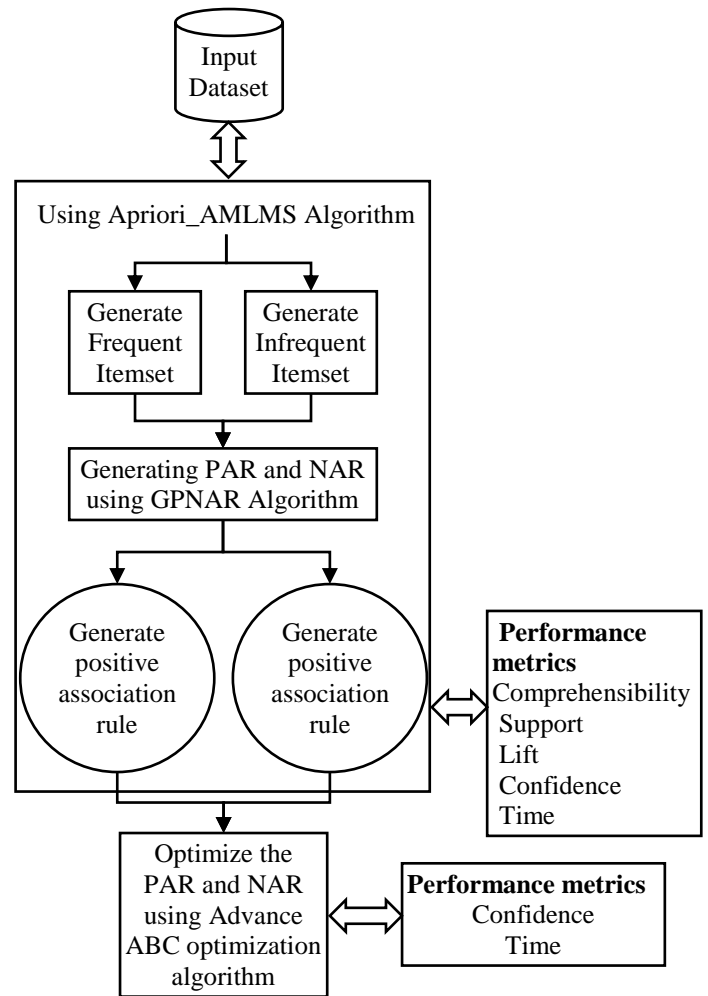 Input
Dataset
Using Apriori_AMLMS Algorithm
Generate
Frequent
Itemset
Generate
Infrequent
Itemset
Generating PAR and NAR
using GPNAR Algorithm
Generate
positive
association
rule
Generate
positive
association
rule
Performance
metrics
Comprehensibility
Support
Lift
Confidence
Time
Optimize the
PAR and NAR
using Advance
ABC optimization
algorithm
Performance metrics
Confidence
Time